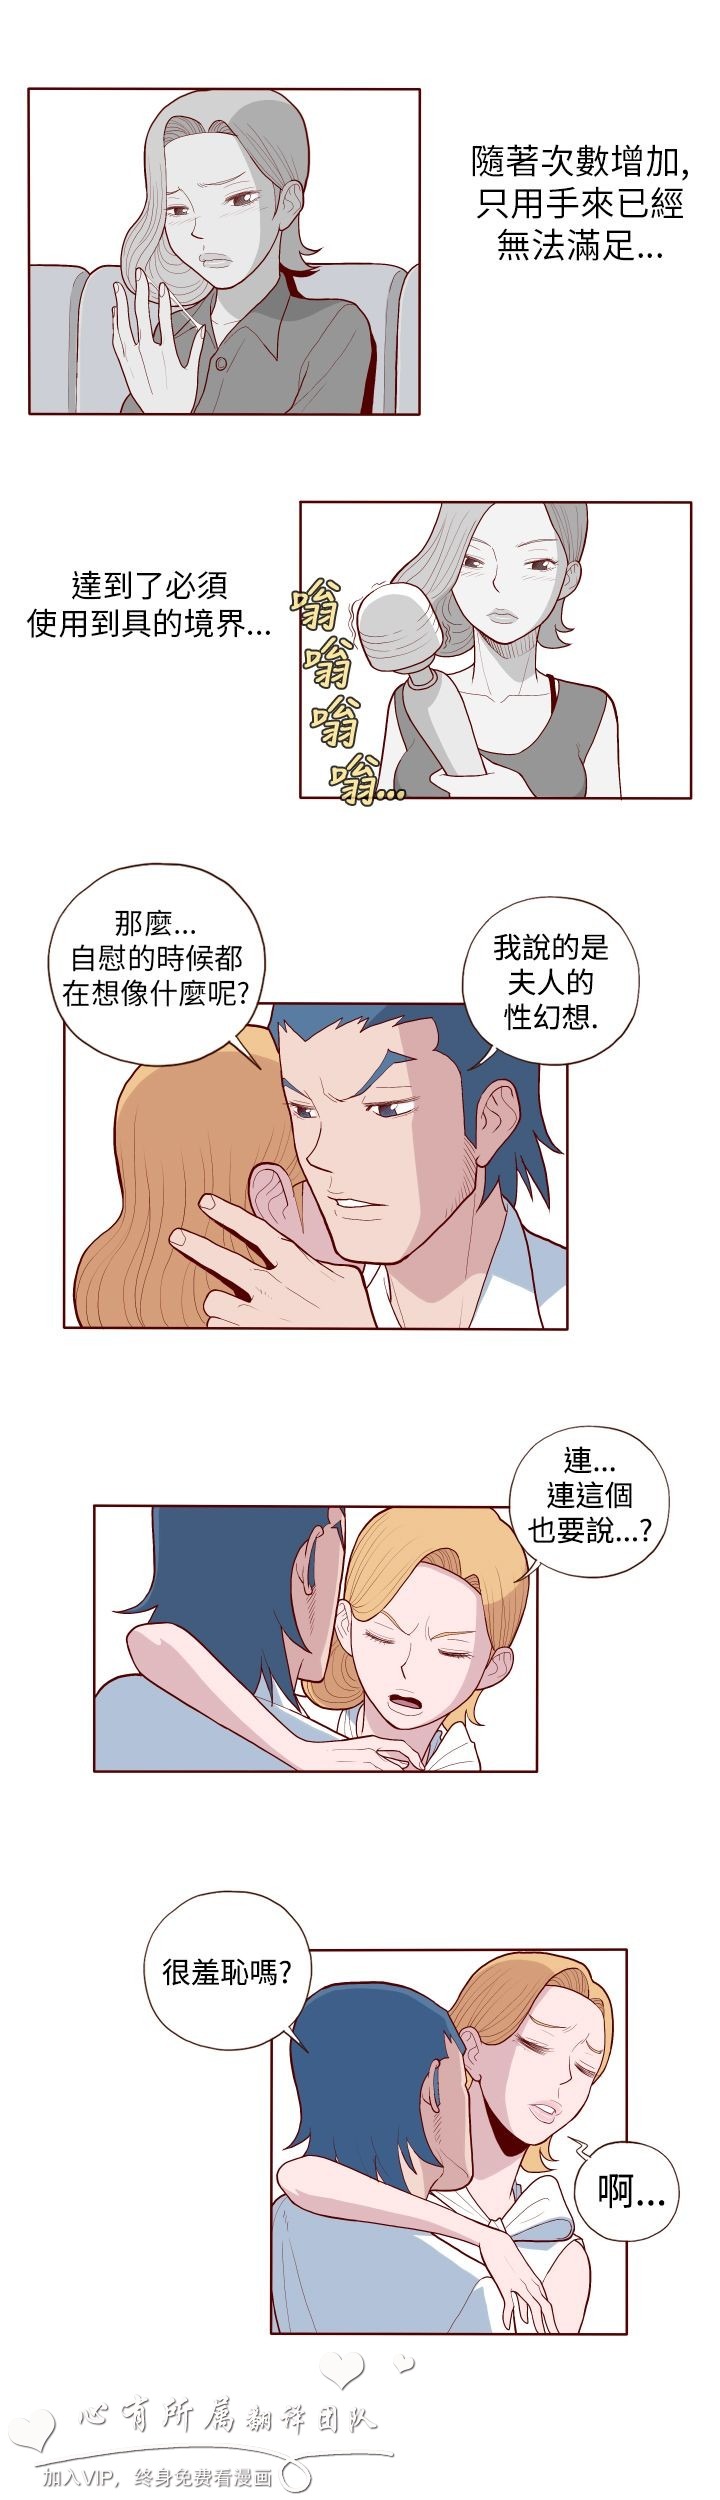 隨著次數增加,
只用手來已經
無法滿足...
達到了必須
使用到具的境界...
嗡
嗡
嗡
嗡...
那麼...
自慰的時候都
在想像什麼呢?
我說的是
夫人的
性幻想.
連...
連這個
也要說...?
很羞恥嗎?
啊...
心有所属翻译团队
加入VIP，终身免费看漫画